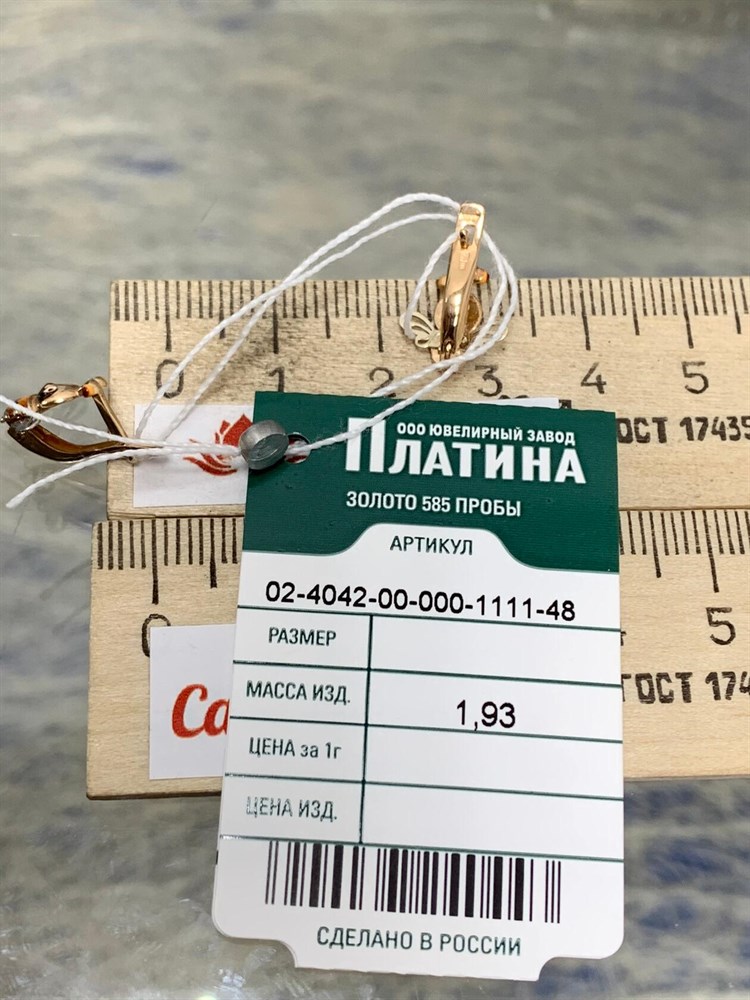 0 1 2 3 4 5
ГОСТ 17435
ООО ЮВЕЛИРНЫЙ ЗАВОД
ПЛАТИНА
ЗОЛОТО 585 ПРОБЫ
АРТИКУЛ
02-4042-00-000-1111-48
РАЗМЕР
МАССА ИЗД. 1,93
ЦЕНА за 1г
ЦЕНА ИЗД.
СДЕЛАНО В РОССИИ
0 5
ГОСТ 174
Са